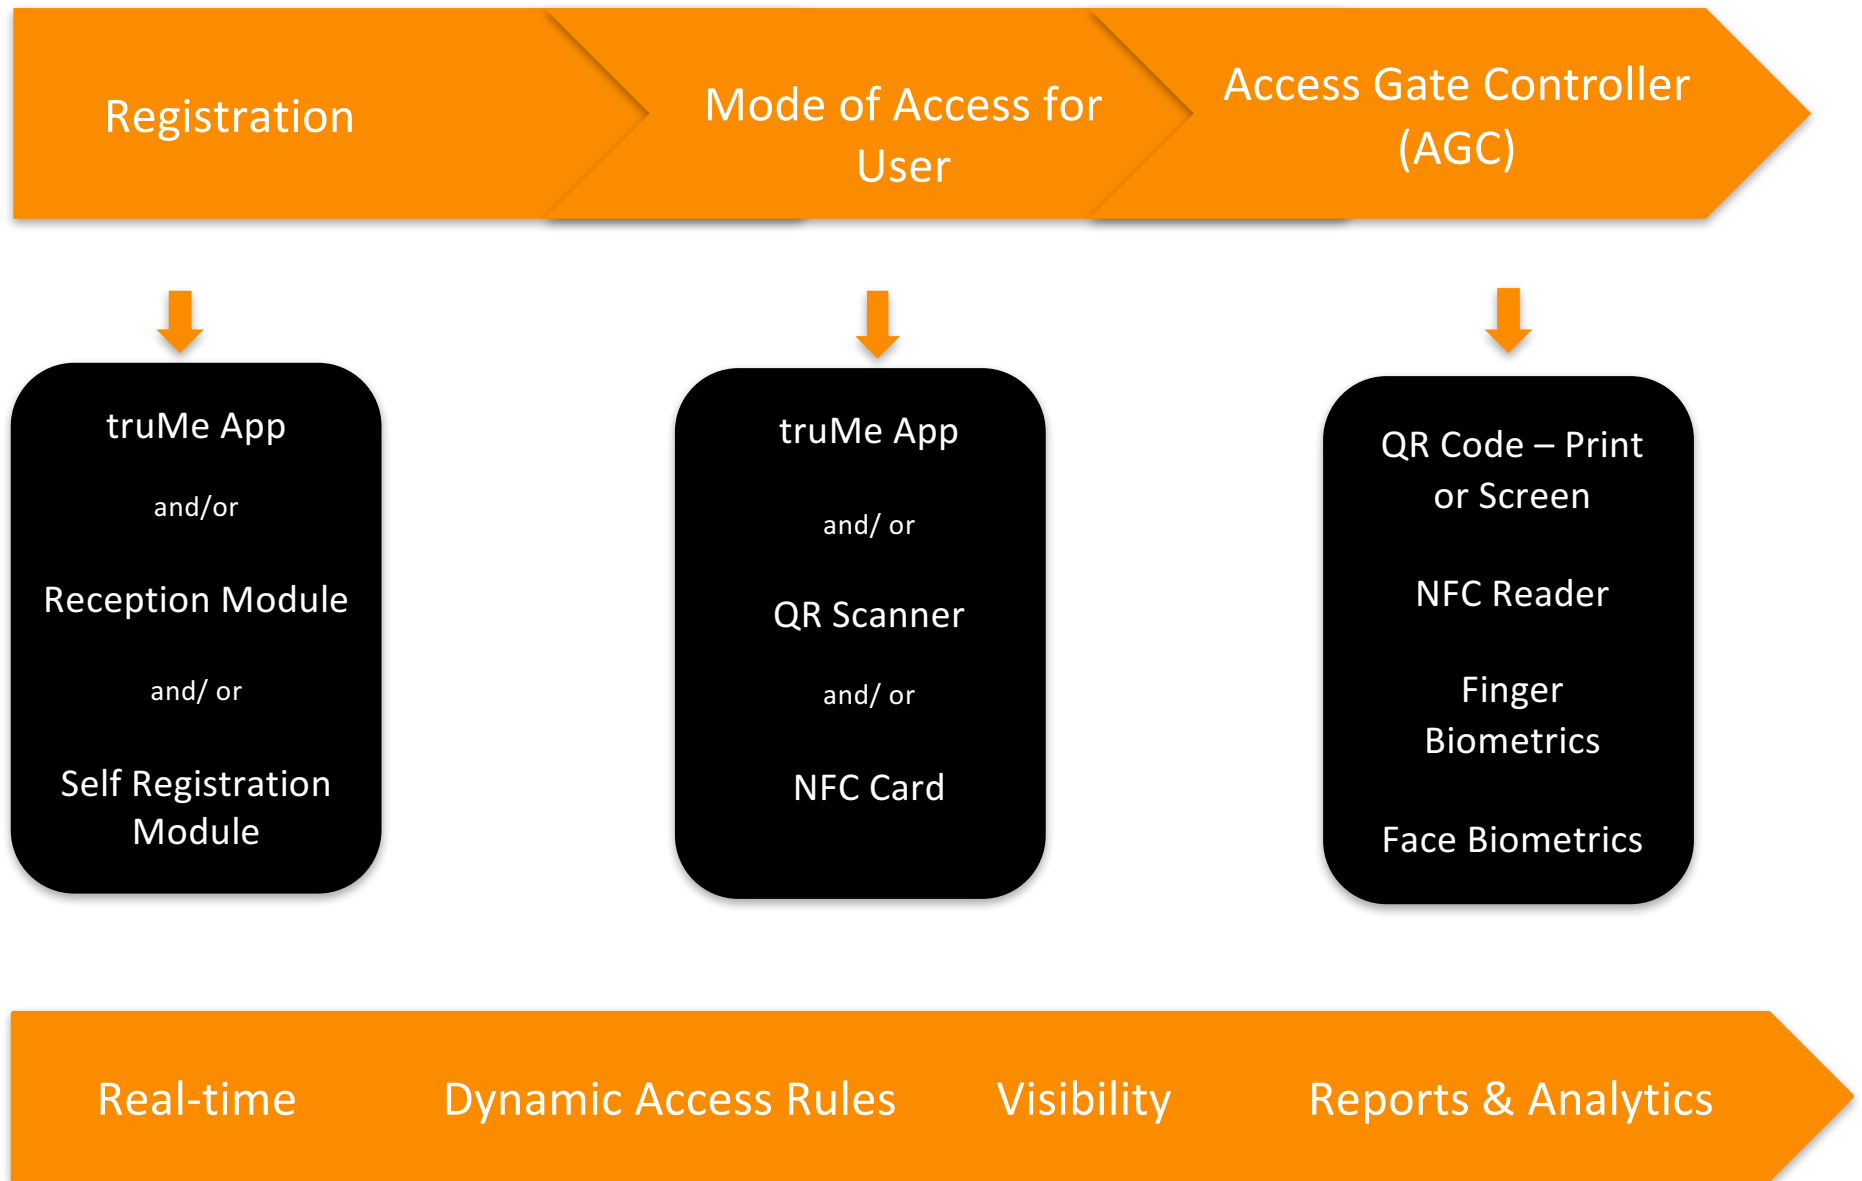 Registration
Mode of Access for
User
Access Gate Controller
(AGC)
truMe App
and/or
Reception Module
and/ or
Self Registration
Module
truMe App
and/ or
QR Scanner
and/ or
NFC Card
QR Code – Print
or Screen
NFC Reader
Finger
Biometrics
Face Biometrics
Real-time
Dynamic Access Rules
Visibility
Reports & Analytics